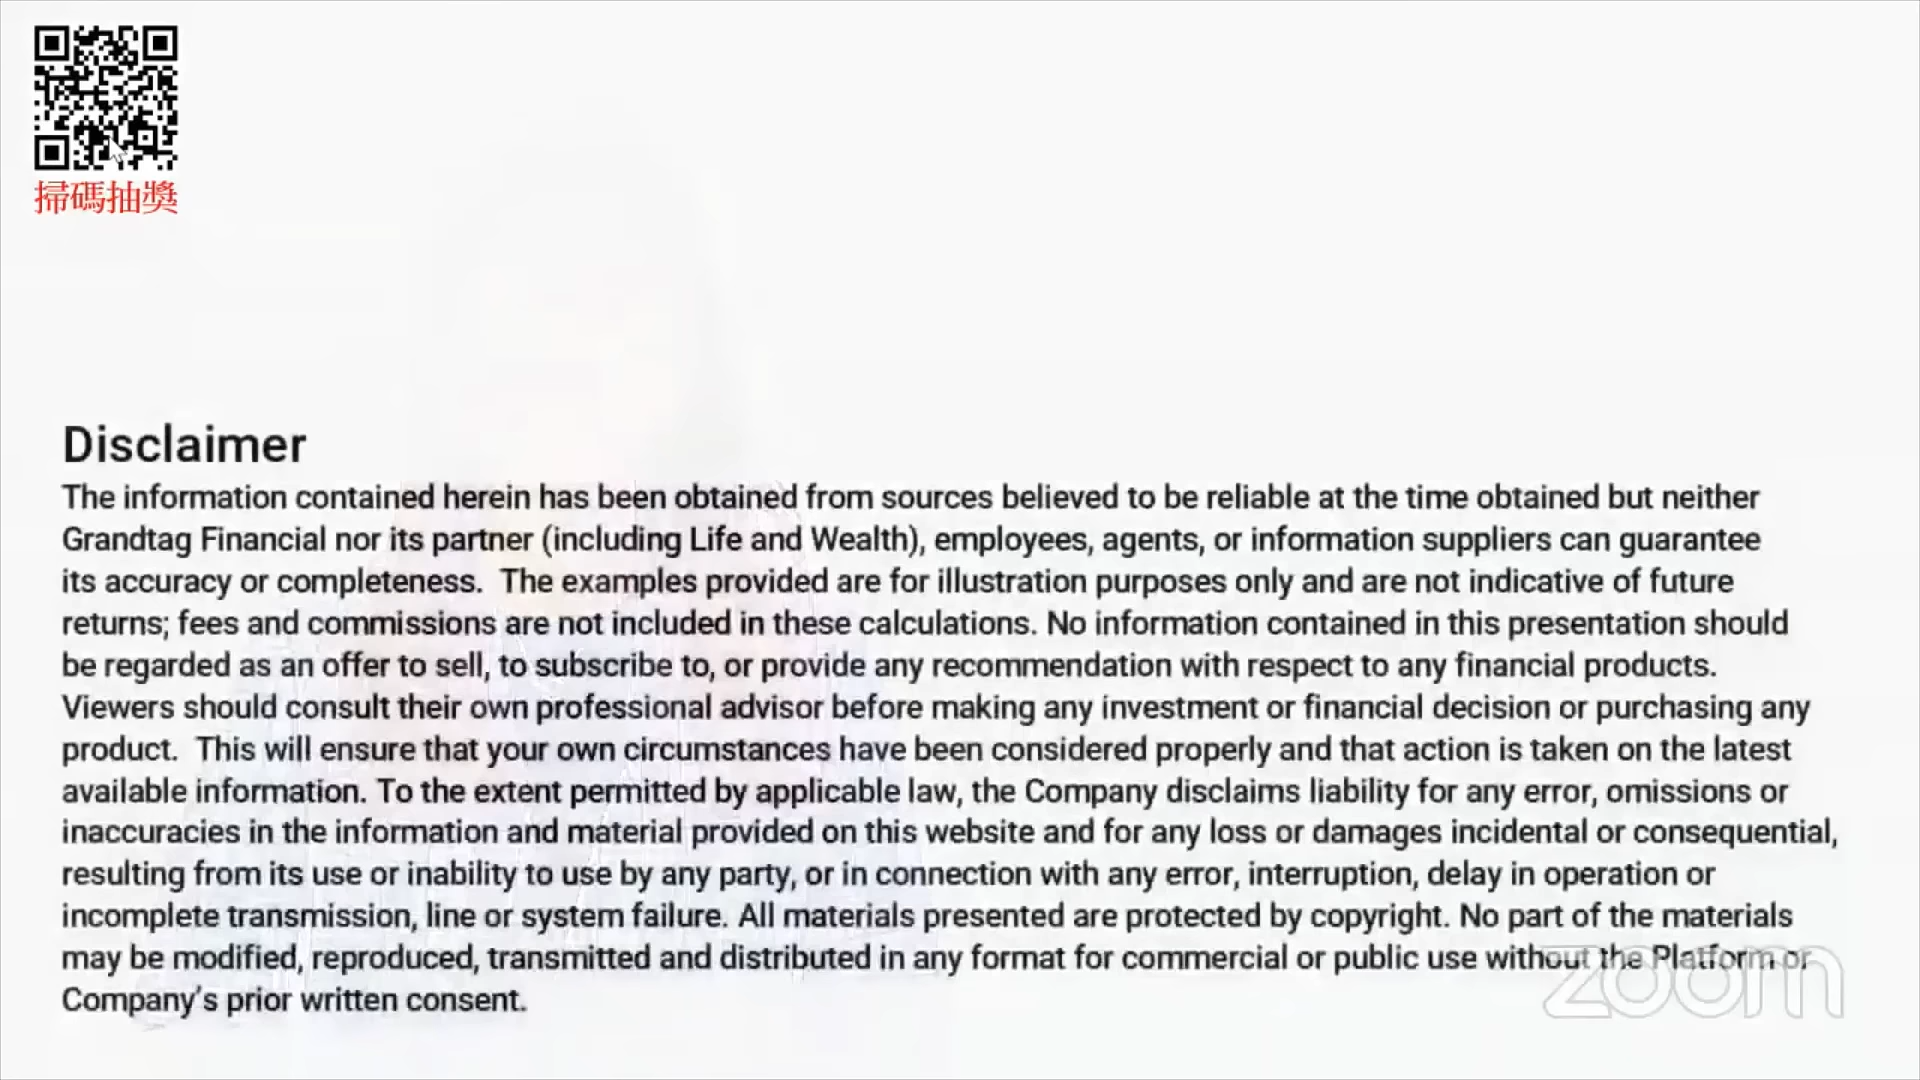 掃碼抽獎
Disclaimer
The information contained herein has been obtained from sources believed to be reliable at the time obtained but neither
Grandtag Financial nor its partner (including Life and Wealth), employees, agents, or information suppliers can guarantee
its accuracy or completeness.  The examples provided are for illustration purposes only and are not indicative of future
returns; fees and commissions are not included in these calculations. No information contained in this presentation should
be regarded as an offer to sell, to subscribe to, or provide any recommendation with respect to any financial products.
Viewers should consult their own professional advisor before making any investment or financial decision or purchasing any
product.  This will ensure that your own circumstances have been considered properly and that action is taken on the latest
available information. To the extent permitted by applicable law, the Company disclaims liability for any error, omissions or
inaccuracies in the information and material provided on this website and for any loss or damages incidental or consequential,
resulting from its use or inability to use by any party, or in connection with any error, interruption, delay in operation or
incomplete transmission, line or system failure. All materials presented are protected by copyright. No part of the materials
may be modified, reproduced, transmitted and distributed in any format for commercial or public use without the Platform or
Company’s prior written consent.
zoom